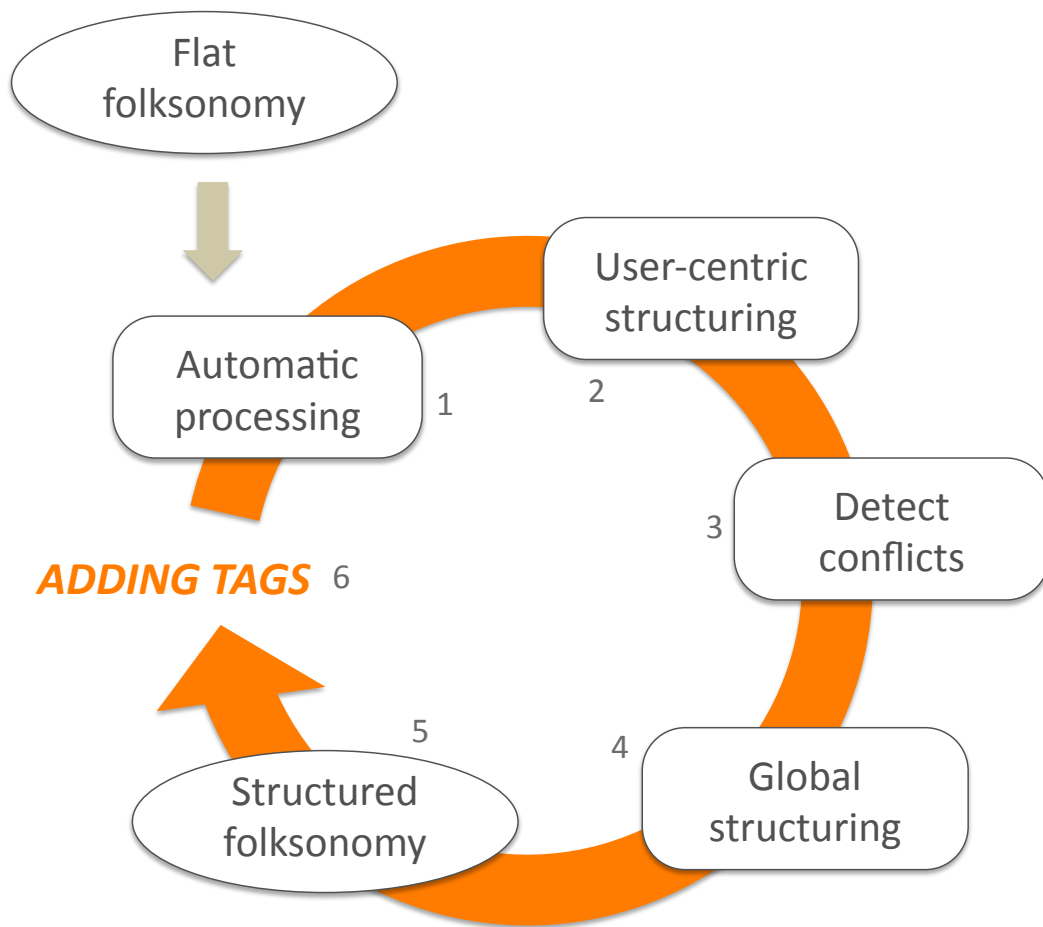 Flat
folksonomy
User-centric
structuring
Automatic
processing
1
2
3
Detect
conflicts
ADDING TAGS 6
5
4
Structured
folksonomy
Global
structuring